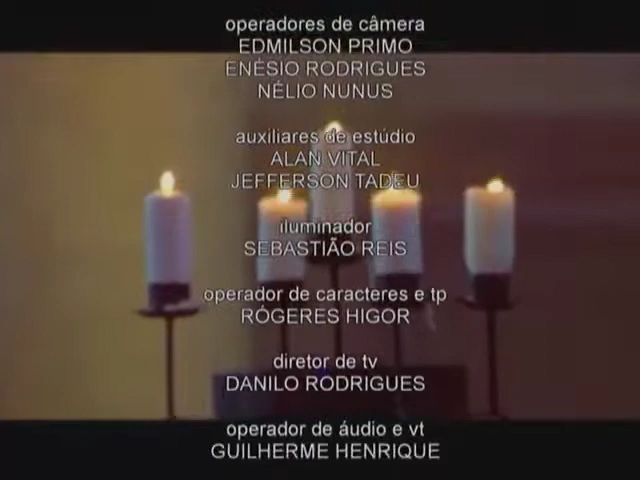 operadores de câmera
EDMILSON PRIMO
ENÉSIO RODRIGUES
NÉLIO NUNUS
auxiliares de estúdio
ALAN VITAL
JEFFERSON TADEU
iluminador
SEBASTIÃO REIS
operador de caracteres e tp
RÓGERES HIGOR
diretor de tv
DANILO RODRIGUES
operador de áudio e vt
GUILHERME HENRIQUE